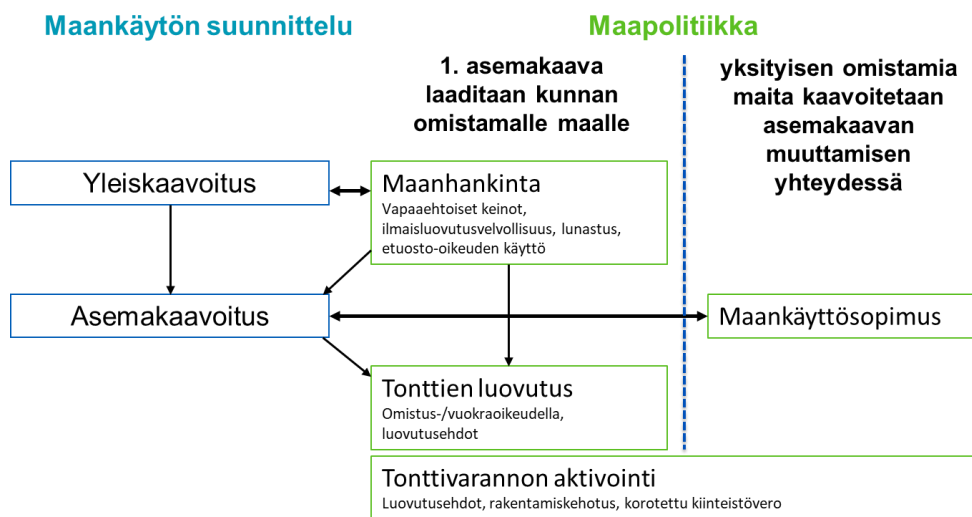 Maankäytön suunnittelu
Maapolitiikka
1. asemakaava
laaditaan kunnan
omistamalle maalle
yksityisen omistamia
maita kaavoitetaan
asemakaavan
muuttamisen
yhteydessä
Yleiskaavoitus
Maanhankinta
Vapaaehtoiset keinot,
ilmaisluovutusvelvollisuus, lunastus,
etuosto-oikeuden käyttö
Asemakaavoitus
Maankäyttösopimus
Tonttien luovutus
Omistus-/vuokraoikeudella,
luovutusehdot
Tonttivarannon aktivointi
Luovutusehdot, rakentamiskehotus, korotettu kiinteistövero